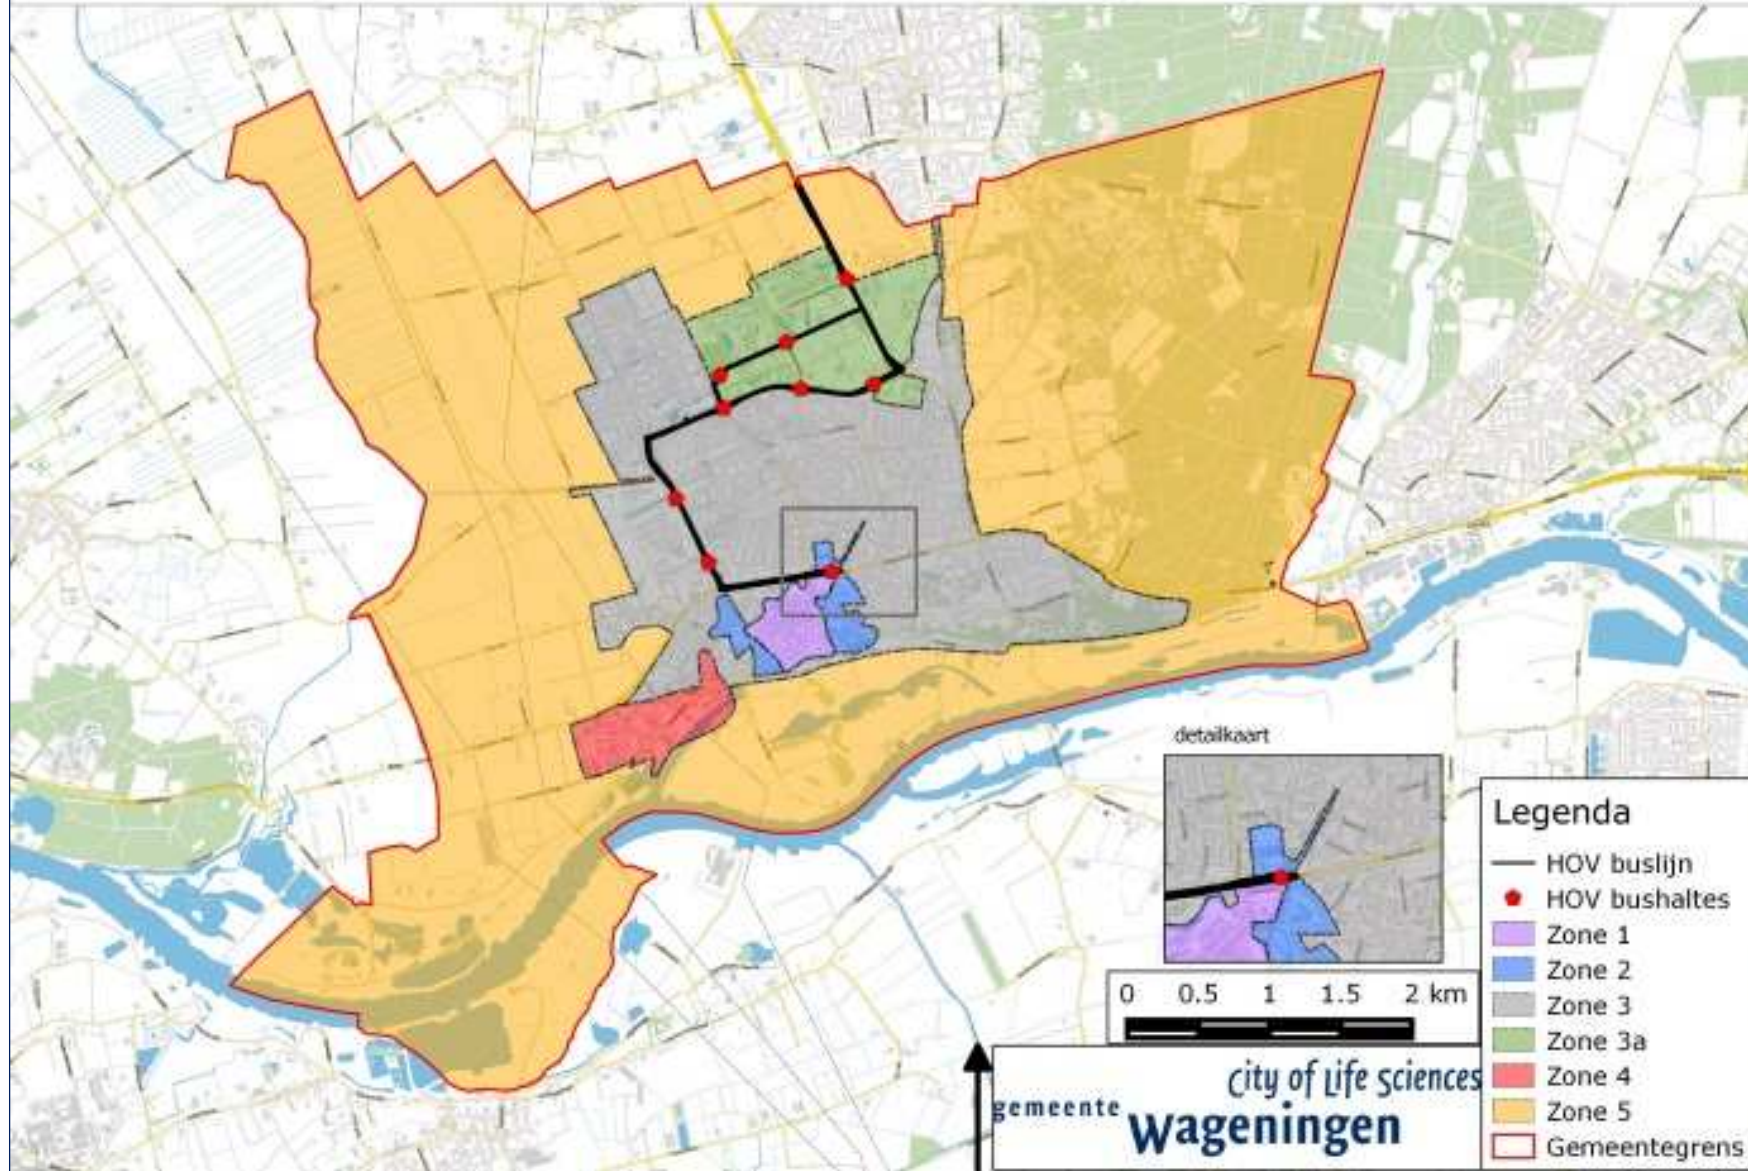 detailkaart
Legenda
HOV buslijn
HOV bushaltes
Zone 1
Zone 2
Zone 3
Zone 3a
Zone 4
Zone 5
Gemeentegrens
0 0.5 1 1.5 2 km
city of life sciences
gemeente
Wageningen